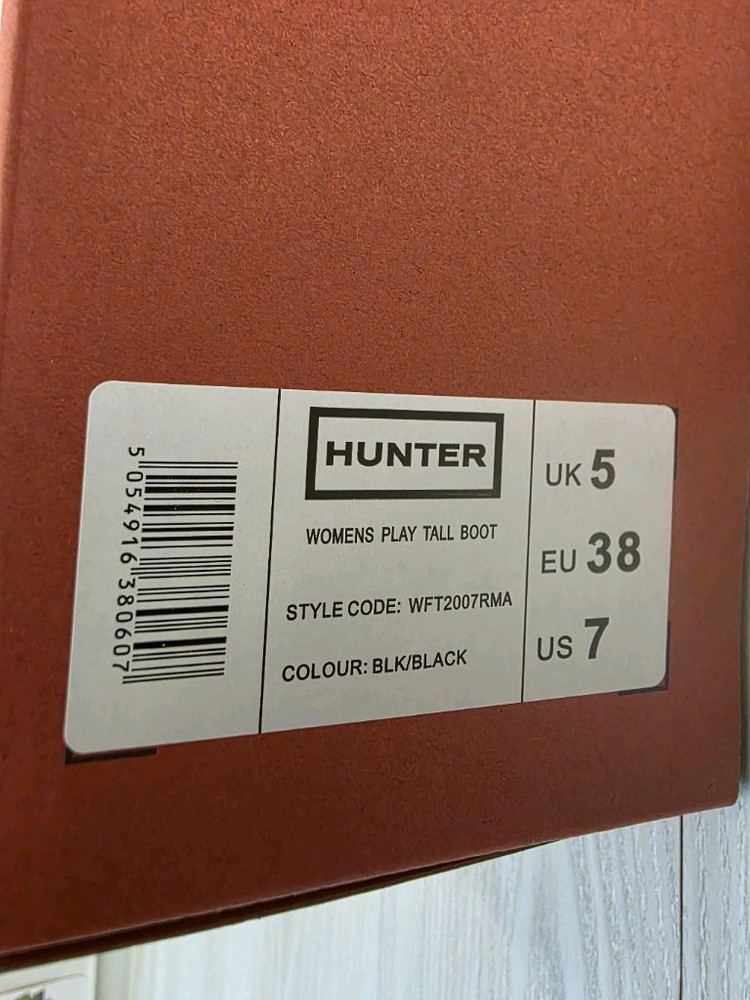 5 054916 380607
HUNTER
WOMENS PLAY TALL BOOT
STYLE CODE: WFT2007RMA
COLOUR: BLK/BLACK
UK 5
EU 38
US 7